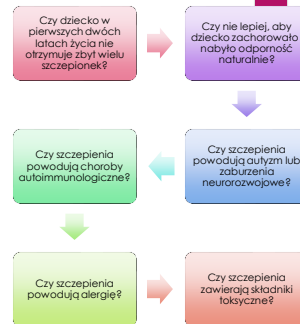 Czy dziecko w
pierwszych dwóch
latach życia nie
otrzymuje zbyt wielu
szczepionek?
Czy nie lepiej, aby
dziecko zachorowało i
nabyło odporność
naturalnie?
Czy szczepienia
powodują autyzm lub
zaburzenia
neurorozwojowe?
Czy szczepienia
powodują choroby
autoimmunologiczne?
Czy szczepienia
powodują alergię?
Czy szczepienia
zawierają składniki
toksyczne?